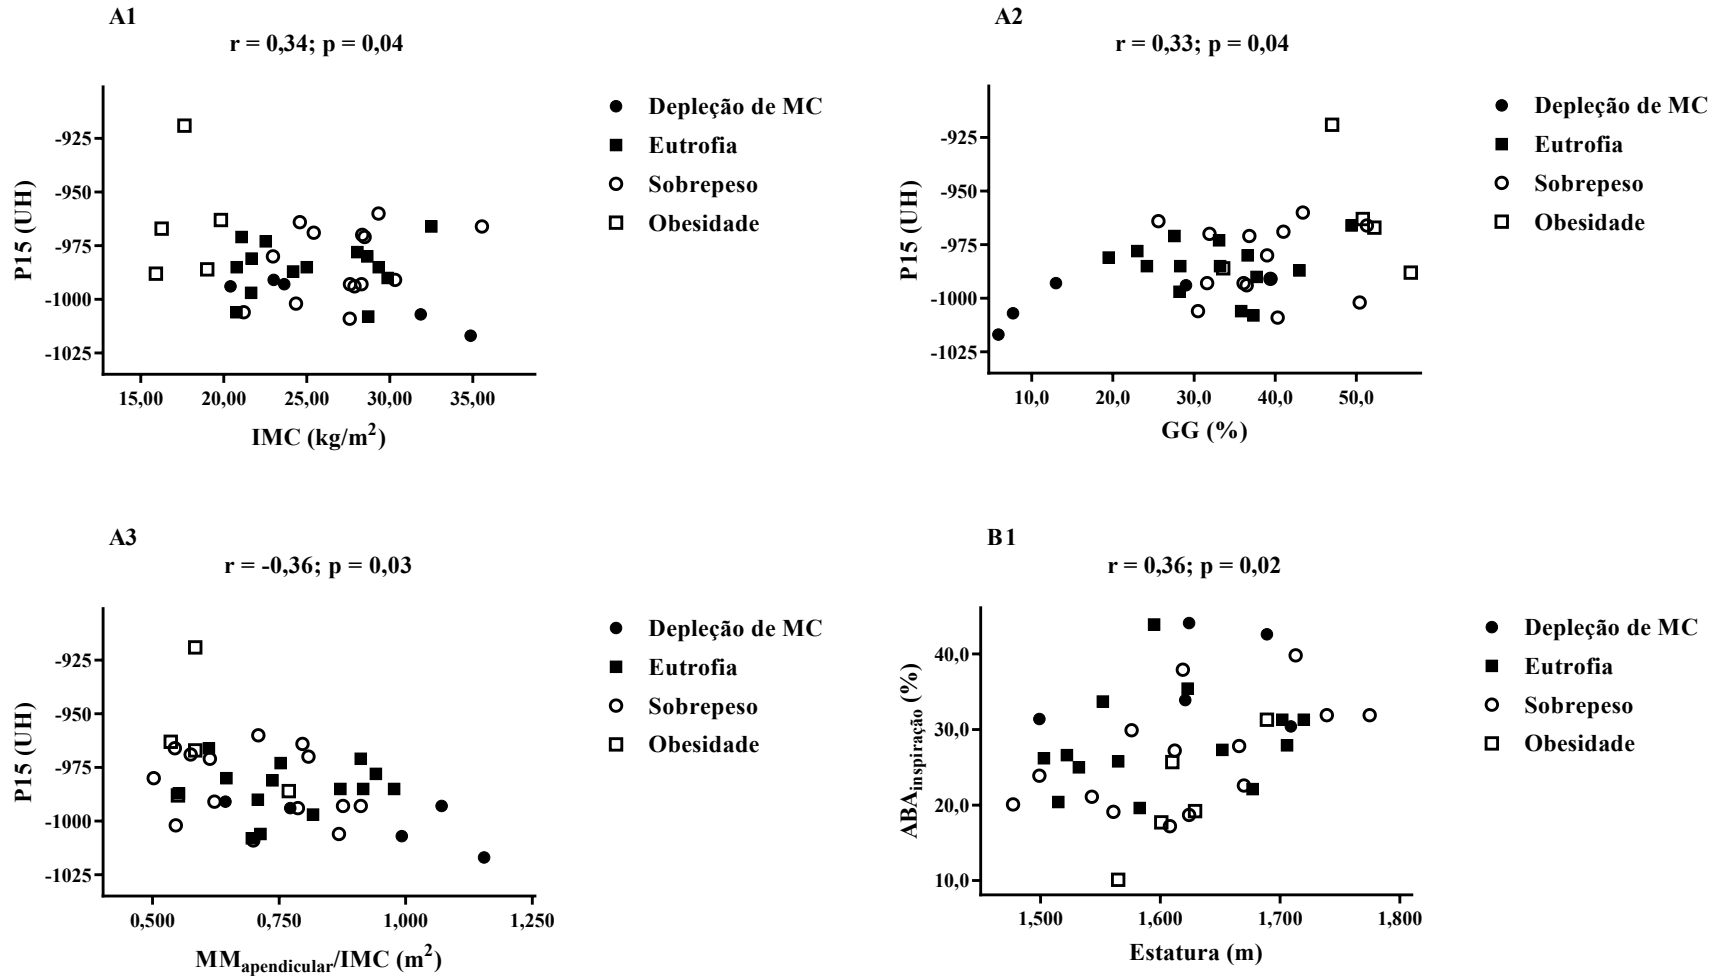 A1
r = 0,34; p = 0,04
P15 (UH)
-925
-950
-975
-1000
-1025
15,00 20,00 25,00 30,00 35,00
IMC (kg/m²)
Depleção de MC
Eutrofia
Sobrepeso
Obesidade
A2
r = 0,33; p = 0,04
P15 (UH)
-925
-950
-975
-1000
-1025
10,0 20,0 30,0 40,0 50,0
GG (%)
Depleção de MC
Eutrofia
Sobrepeso
Obesidade
A3
r = -0,36; p = 0,03
P15 (UH)
-925
-950
-975
-1000
-1025
0,500 0,750 1,000 1,250
MMapendicular/IMC (m²)
Depleção de MC
Eutrofia
Sobrepeso
Obesidade
B1
r = 0,36; p = 0,02
ABAinspiração (%)
40,0
30,0
20,0
10,0
1,500 1,600 1,700 1,800
Estatura (m)
Depleção de MC
Eutrofia
Sobrepeso
Obesidade